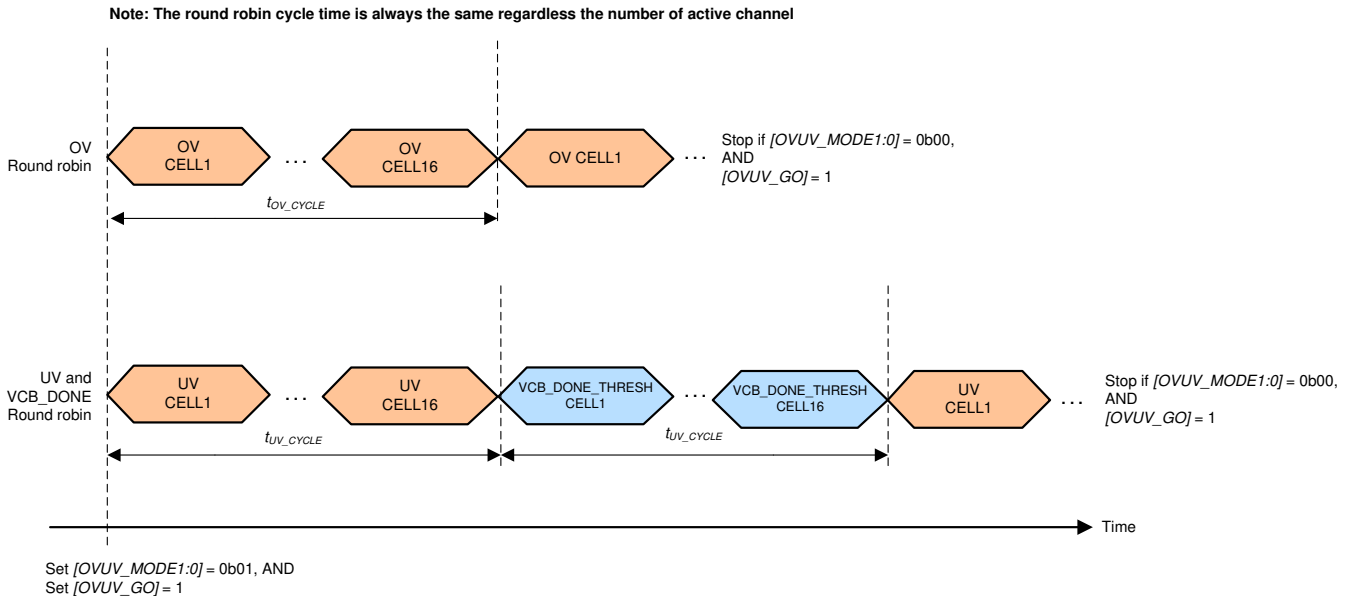 Note: The round robin cycle time is always the same regardless the number of active channel
OV
Round robin
OV
CELL1
...
OV
CELL16
OV CELL1
...
Stop if [OVUV_MODE1:0] = 0b00,
AND
[OVUV_GO] = 1
tOV_CYCLE
UV and
VCB_DONE
Round robin
UV
CELL1
...
UV
CELL16
VCB_DONE_THRESH
CELL1
...
VCB_DONE_THRESH
CELL16
UV
CELL1
...
Stop if [OVUV_MODE1:0] = 0b00,
AND
[OVUV_GO] = 1
tUV_CYCLE
tUV_CYCLE
Time
Set [OVUV_MODE1:0] = 0b01, AND
Set [OVUV_GO] = 1